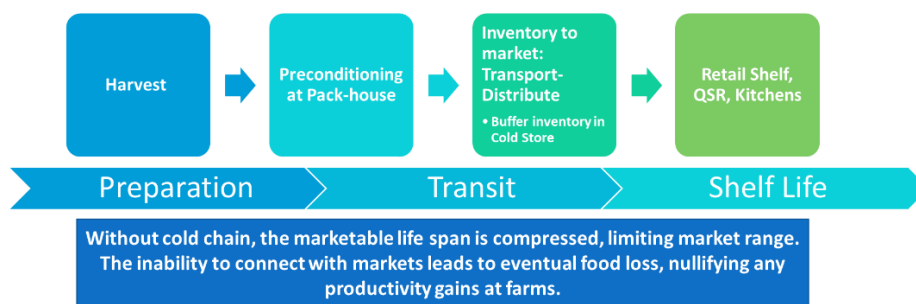 Harvest
Preconditioning
at Pack-house
Inventory to
market:
Transport-
Distribute
• Buffer inventory in
Cold Store
Retail Shelf,
QSR, Kitchens
Preparation
Transit
Shelf Life
Without cold chain, the marketable life span is compressed, limiting market range.
The inability to connect with markets leads to eventual food loss, nullifying any
productivity gains at farms.